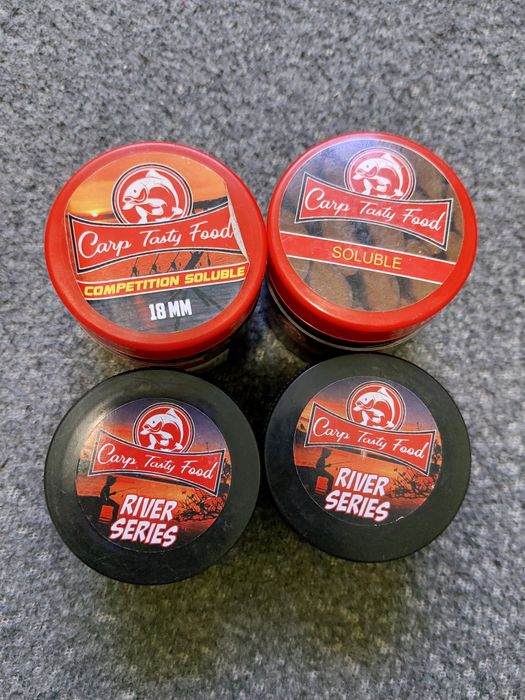 Carp Tasty Food
COMPETITION SOLUBLE
18 MM
Carp Tasty Food
SOLUBLE
Carp Tasty Food
RIVER
SERIES
Carp Tasty Food
RIVER
SERIES